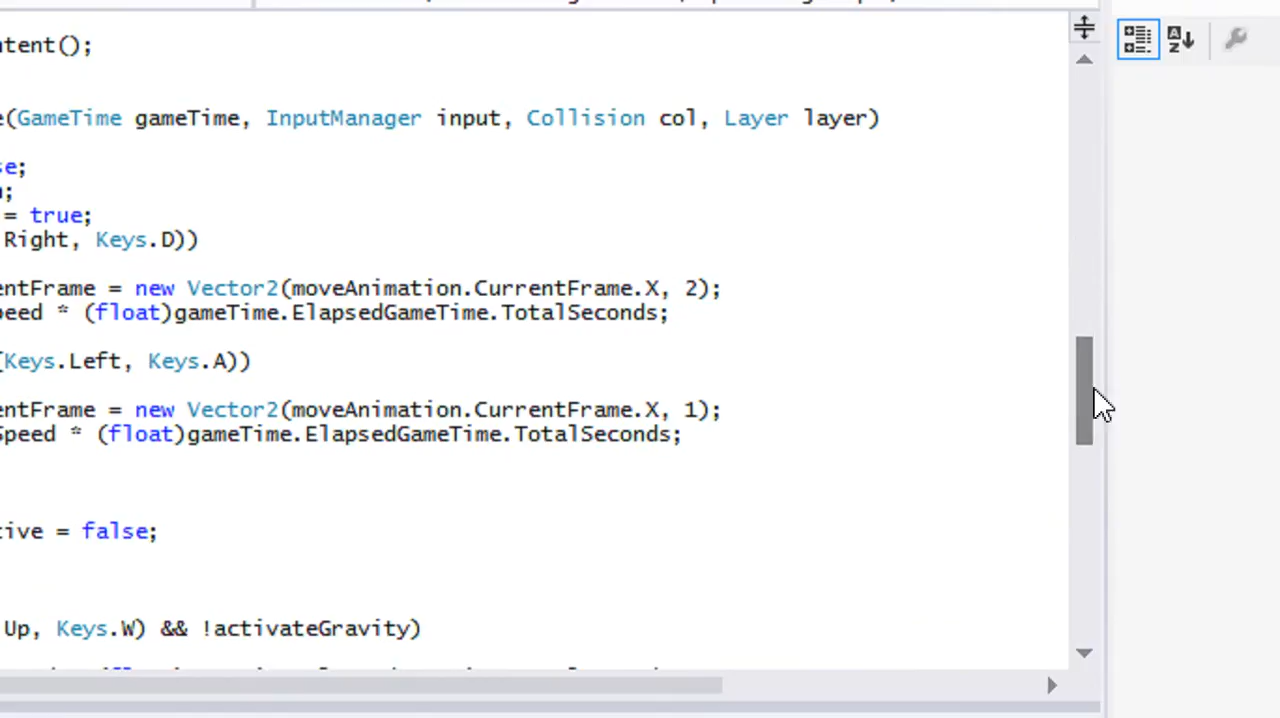 ntent();
e(GameTime gameTime, InputManager input, Collision col, Layer layer)
se;
;
= true;
Right, Keys.D))
entFrame = new Vector2(moveAnimation.CurrentFrame.X, 2);
peed * (float)gameTime.ElapsedGameTime.TotalSeconds;
(Keys.Left, Keys.A))
entFrame = new Vector2(moveAnimation.CurrentFrame.X, 1);
Speed * (float)gameTime.ElapsedGameTime.TotalSeconds;
tive = false;
Up, Keys.W) && !activateGravity)
A
Z